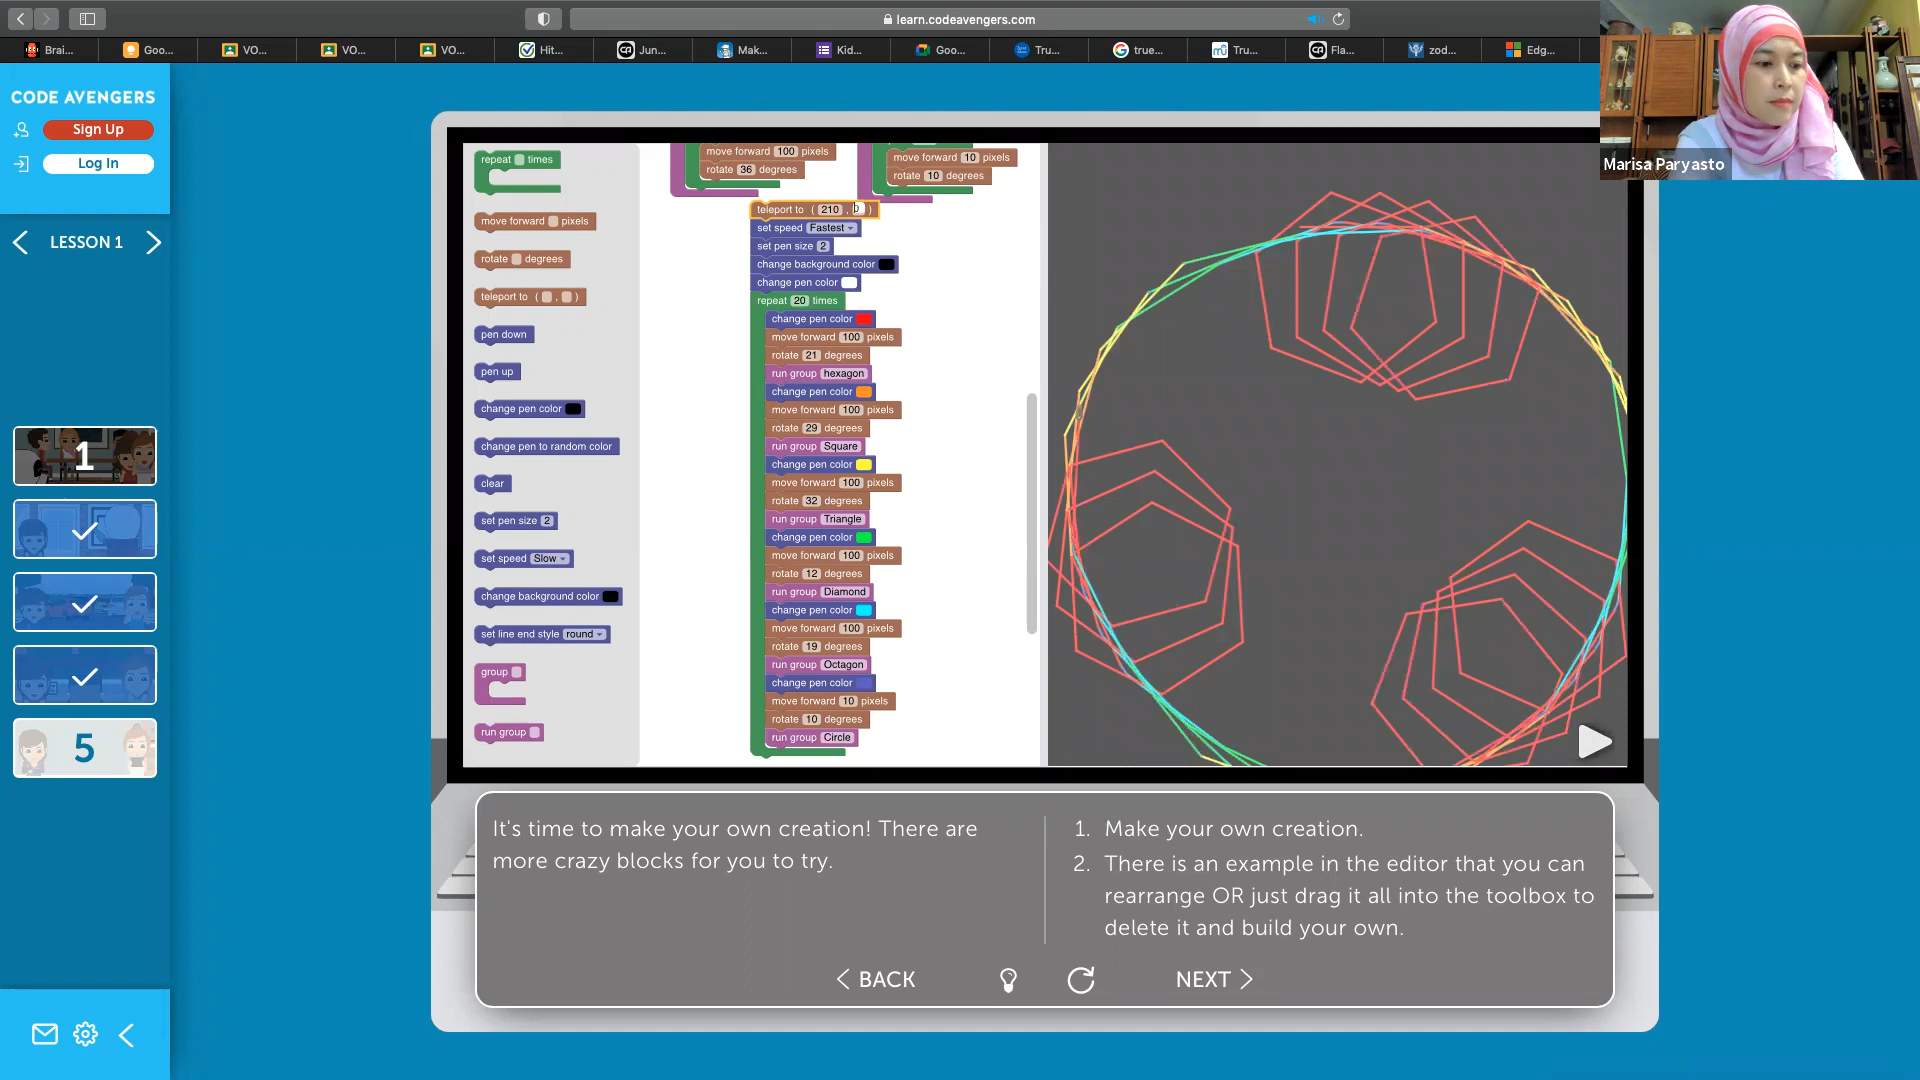 learn.codeavengers.com
Brai...
Goo...
VO...
VO...
VO...
Hit...
Jun...
Mak...
Kid...
Goo...
Tru...
true...
Tru...
Fla...
zod...
Edg...
Marisa Paryasto
CODE AVENGERS
Sign Up
Log In
LESSON 1
1
5
repeat times
move forward pixels
rotate degrees
teleport to ( , )
pen down
pen up
change pen color
change pen to random color
clear
set pen size 2
set speed Slow
change background color
set line end style round
group
run group
move forward 100 pixels
rotate 36 degrees
move forward 10 pixels
rotate 10 degrees
teleport to ( 210 , )
set speed Fastest
set pen size 2
change background color
change pen color
repeat 20 times
change pen color
move forward 100 pixels
rotate 21 degrees
run group hexagon
change pen color
move forward 100 pixels
rotate 29 degrees
run group Square
change pen color
move forward 100 pixels
rotate 32 degrees
run group Triangle
change pen color
move forward 100 pixels
rotate 12 degrees
run group Diamond
change pen color
move forward 100 pixels
rotate 19 degrees
run group Octagon
change pen color
move forward 10 pixels
rotate 10 degrees
run group Circle
It's time to make your own creation! There are
more crazy blocks for you to try.
1. Make your own creation.
2. There is an example in the editor that you can
rearrange OR just drag it all into the toolbox to
delete it and build your own.
BACK
NEXT